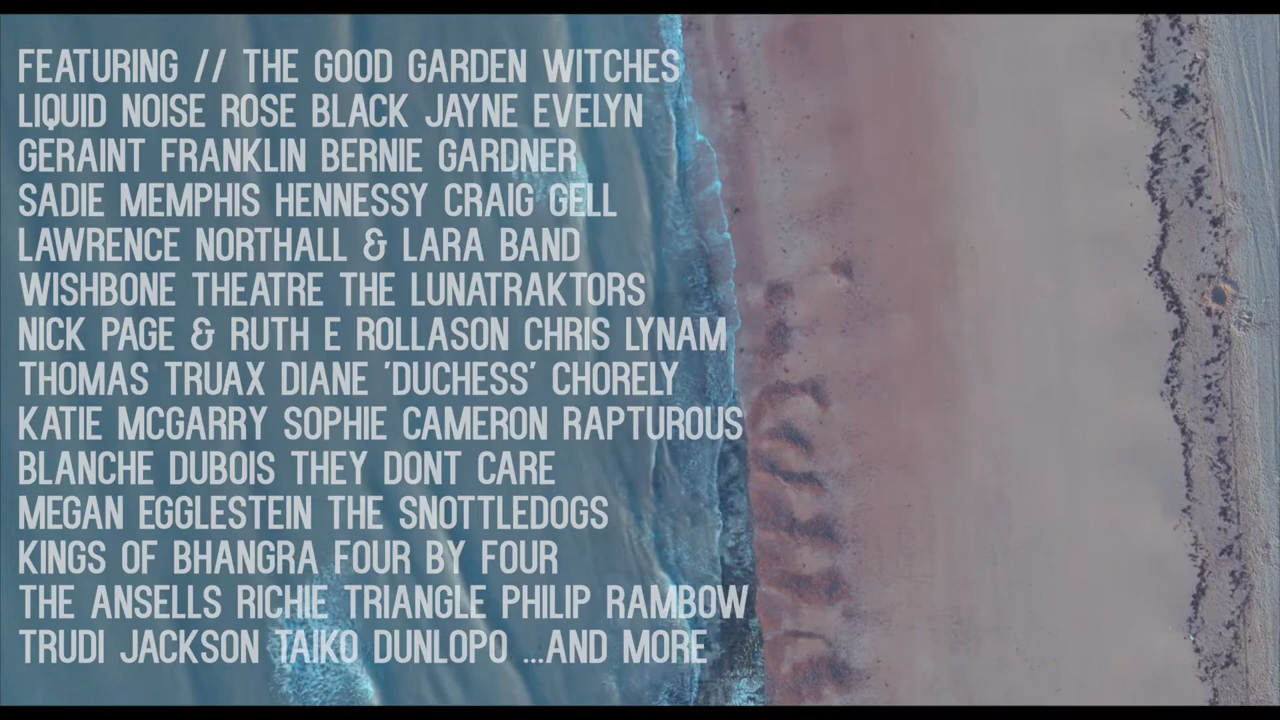 FEATURING // THE GOOD GARDEN WITCHES
LIQUID NOISE ROSE BLACK JAYNE EVELYN
GERAINT FRANKLIN BERNIE GARDNER
SADIE MEMPHIS HENNESSY CRAIG GELL
LAWRENCE NORTHALL & LARA BAND
WISHBONE THEATRE THE LUNATRAKTORS
NICK PAGE & RUTH E ROLLASON CHRIS LYNAM
THOMAS TRUAX DIANE 'DUCHESS' CHORELY
KATIE MCGARRY SOPHIE CAMERON RAPTUROUS
BLANCHE DUBOIS THEY DONT CARE
MEGAN EGGLESTEIN THE SNOTTLEDOGS
KINGS OF BHANGRA FOUR BY FOUR
THE ANSELLS RICHIE TRIANGLE PHILIP RAMBOW
TRUDI JACKSON TAIKO DUNLOPO ...AND MORE